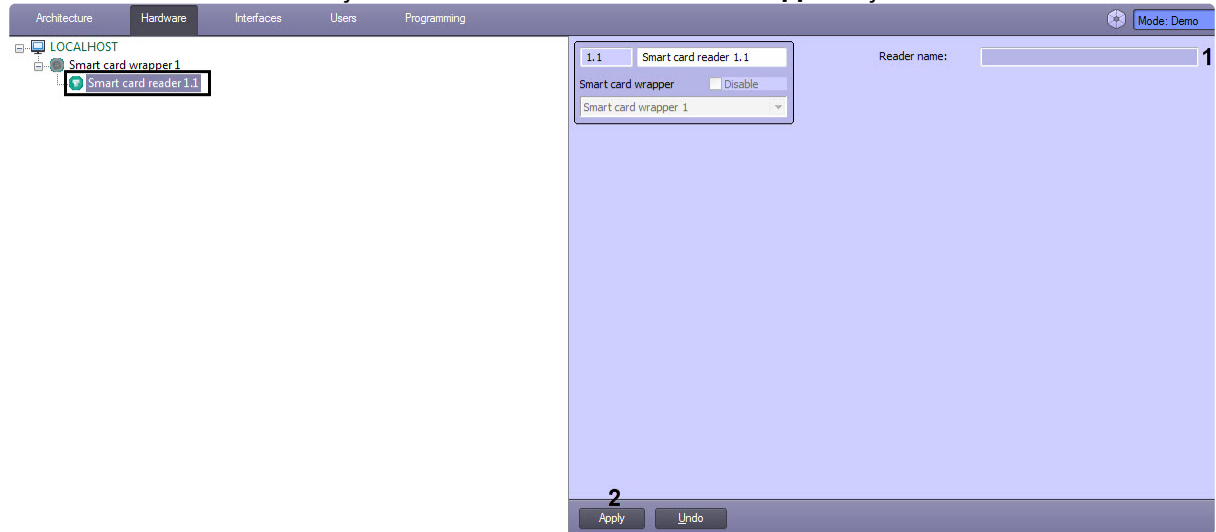 Architecture Hardware Interfaces Users Programming Mode: Demo
LOCALHOST
Smart card wrapper 1
Smart card reader 1.1
1.1 Smart card reader 1.1
Smart card wrapper Disable
Smart card wrapper 1
Reader name: 1
2
Apply Undo